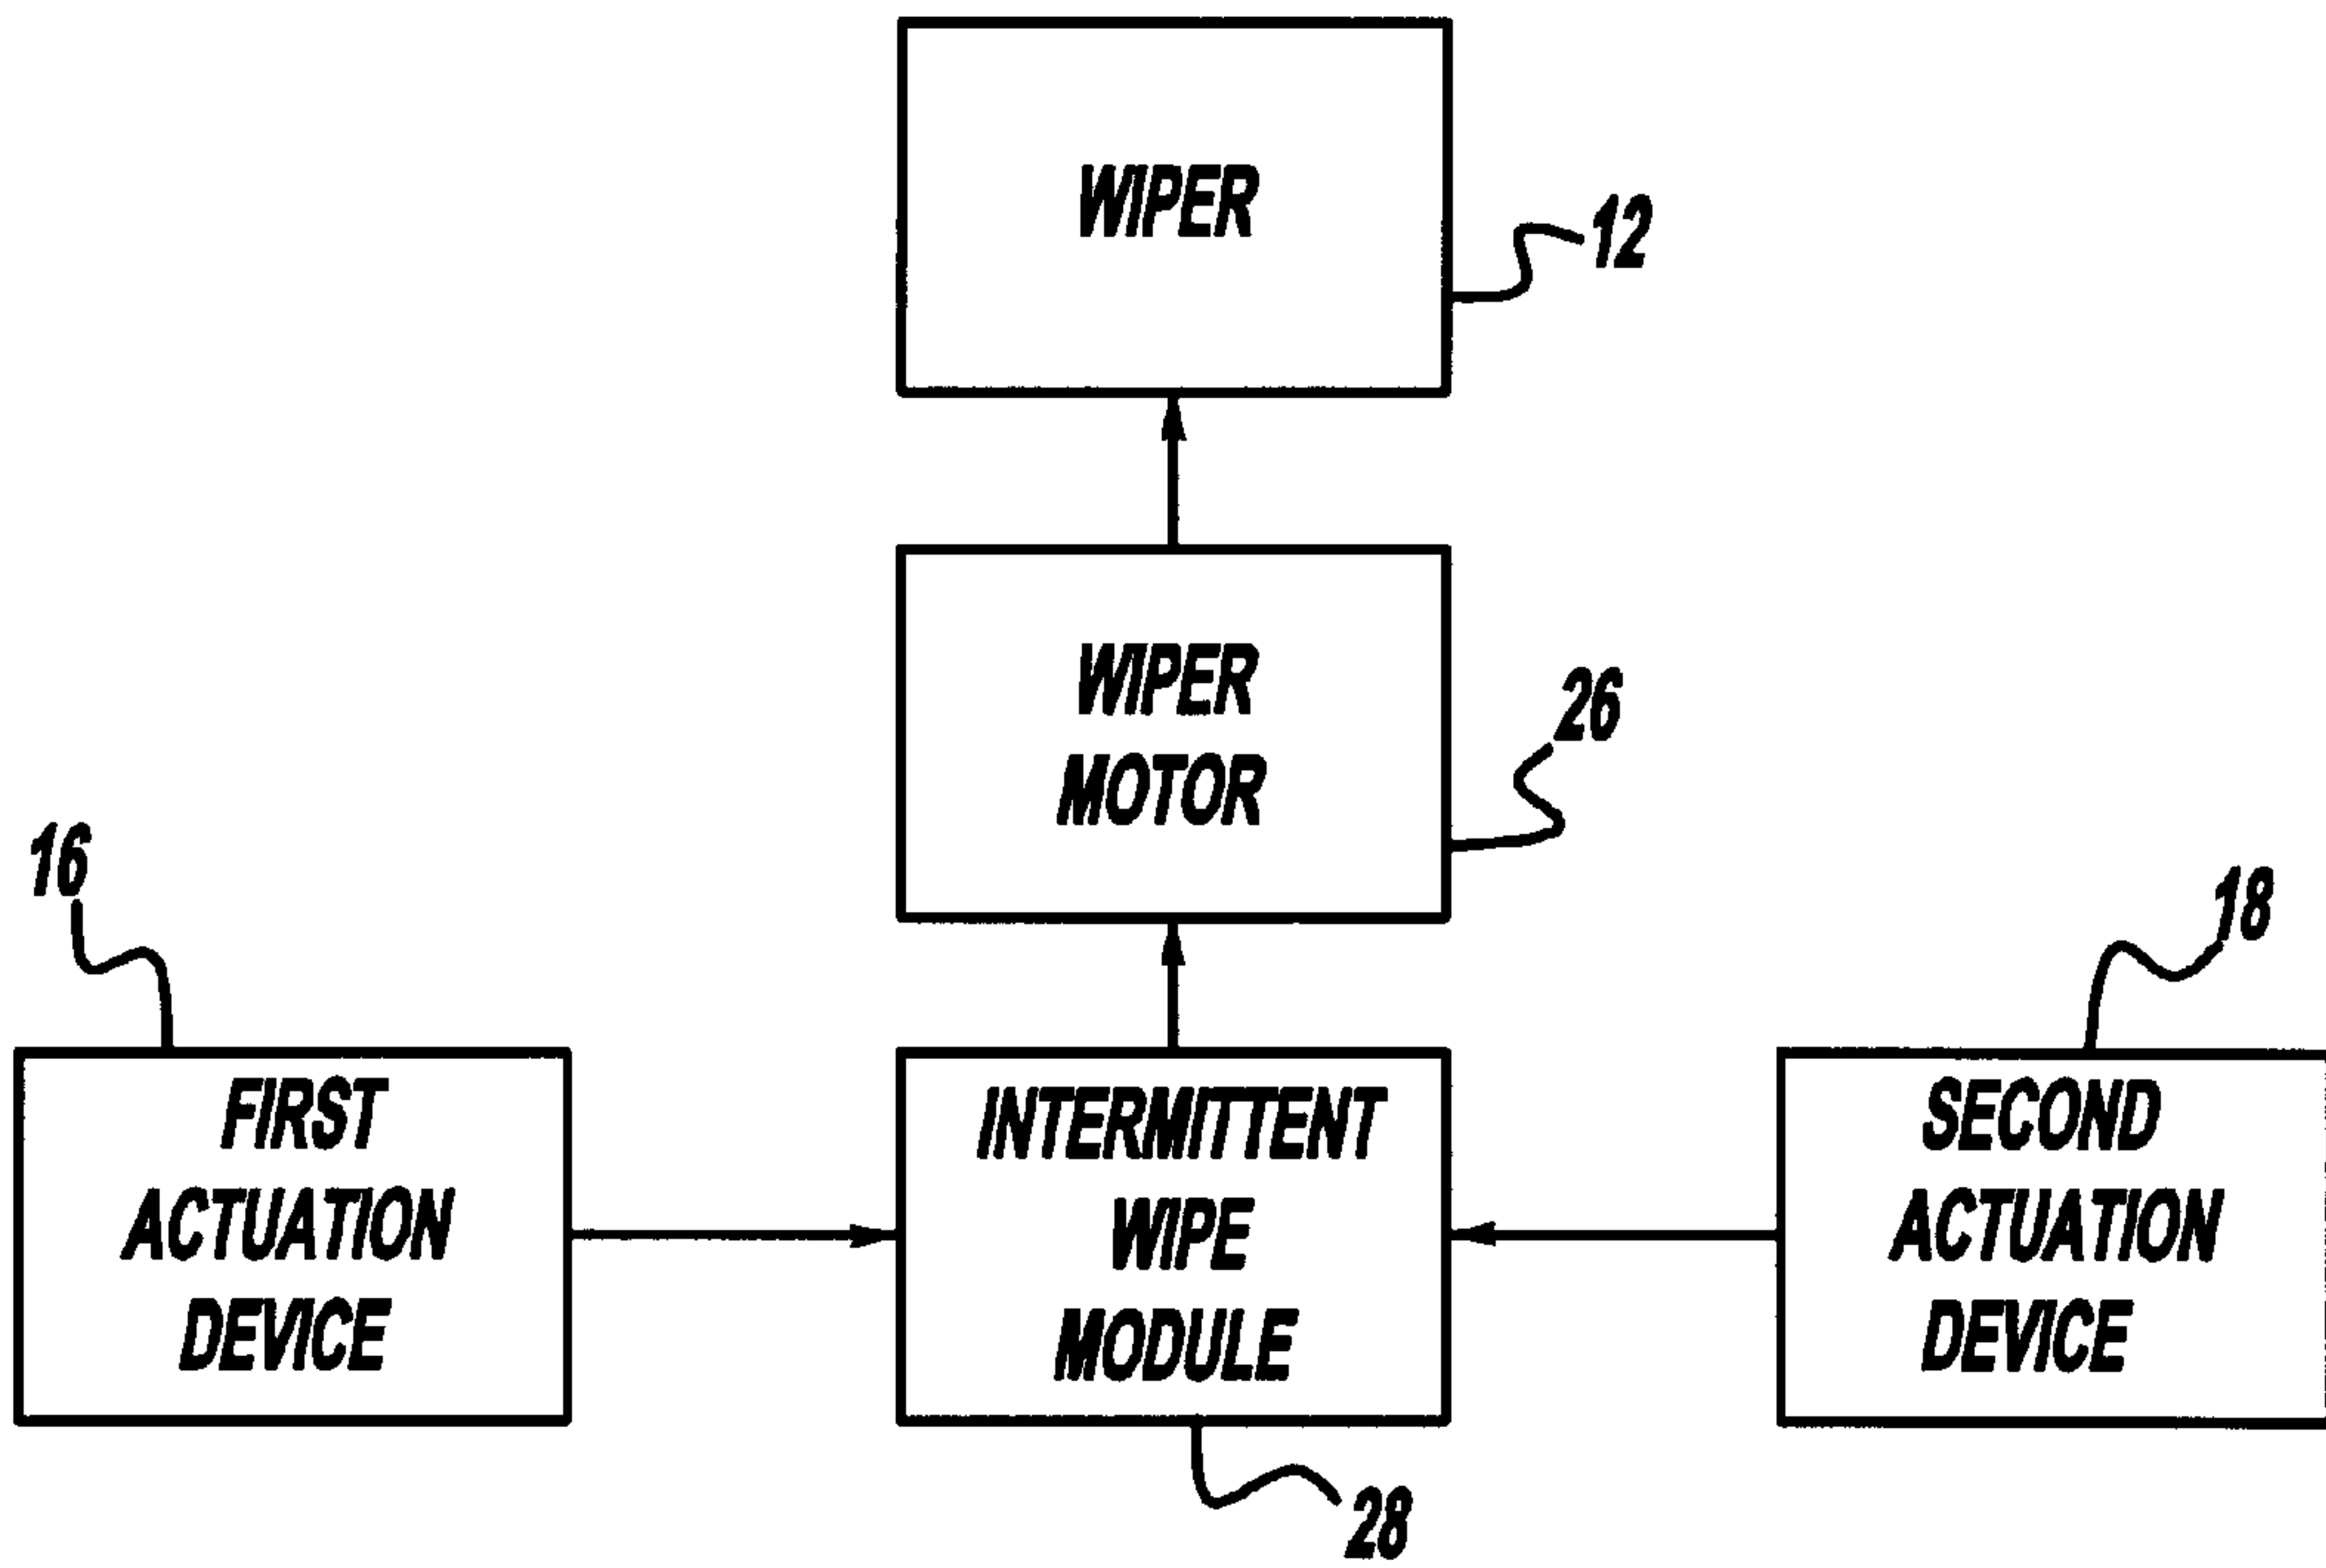 WIPER
12
WIPER
MOTOR
26
16
18
FIRST
ACTUATION
DEVICE
INTERMITTENT
WIPE
MODULE
SECOND
ACTUATION
DEVICE
28